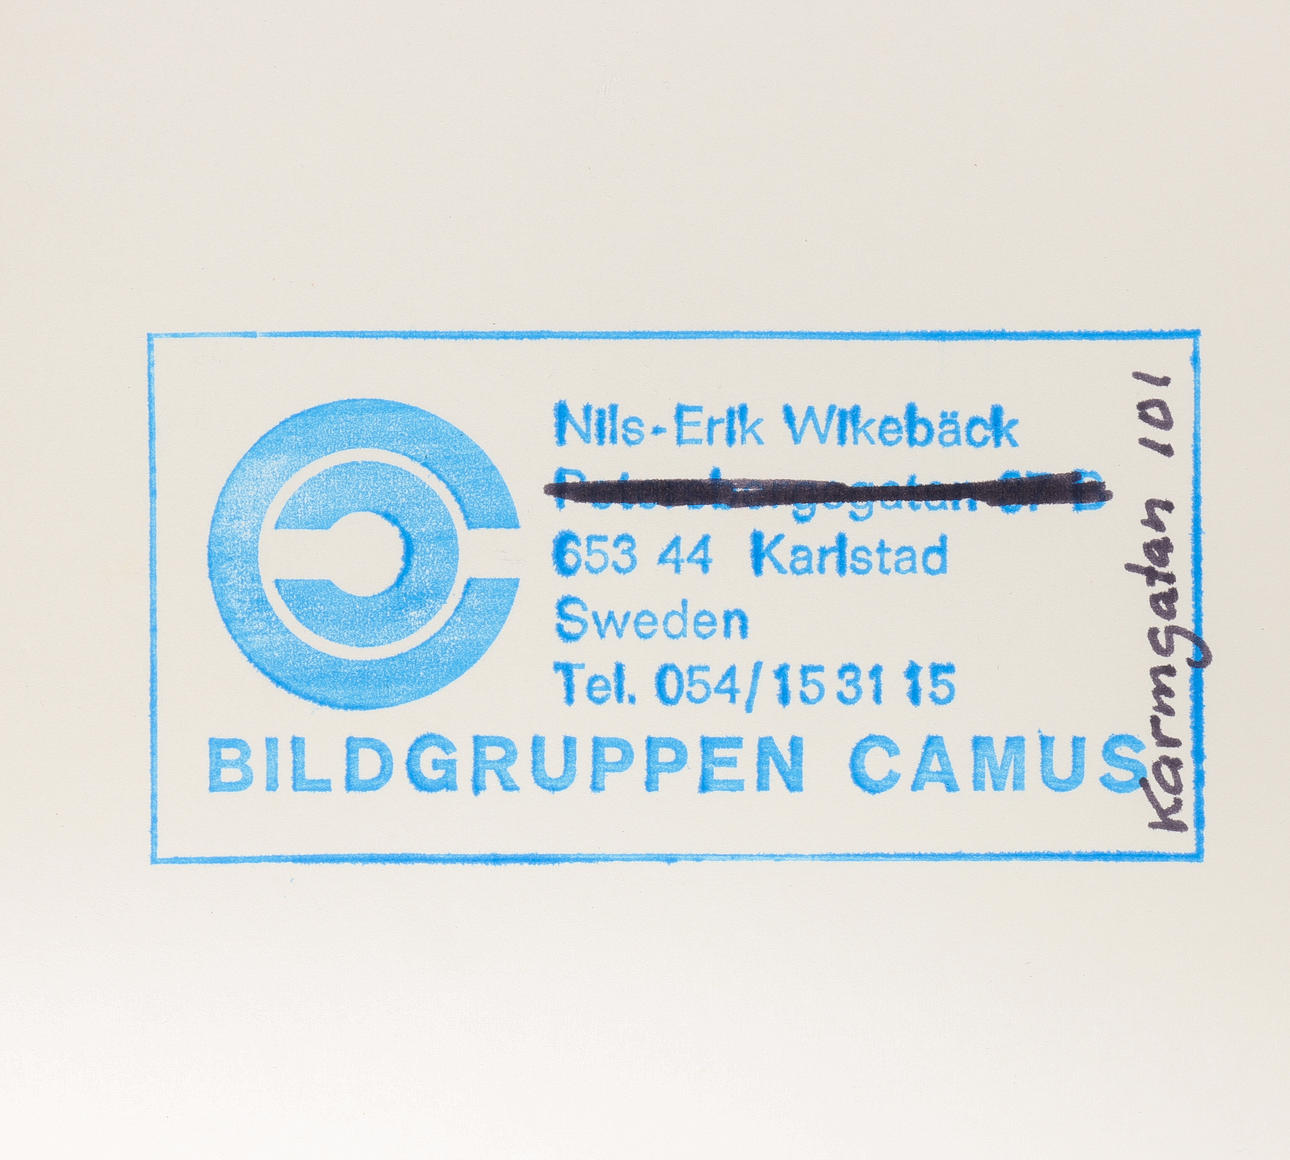 Nils-Erik Wikebäck
653 44 Karlstad
Sweden
Tel. 054/15 31 15
BILDGRUPPEN CAMUS
Karmgatan 101